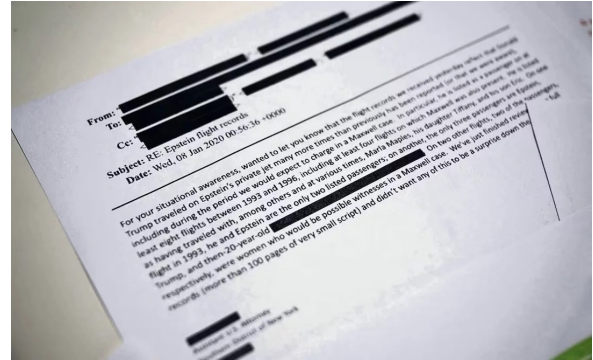 From:
To:
Cc:
Subject: RE: Epstein flight records
Date: Wed, 08 Jan 2020 00:56:36 +0000
For your situational awareness, wanted to let you know that the flight records we received yesterday reflect that Donald
Trump traveled on Epstein's private jet many more times than previously has been reported (or that we were aware),
including during the period we would expect to charge in a Maxwell case. In particular, he is listed as a passenger on at
least eight flights between 1993 and 1996, including at least four flights on which Maxwell was also present. He is listed
as having traveled with, among others and at various times, Marla Maples, his daughter Tiffany, and his son Eric. On one
flight in 1993, he and Epstein are the only two listed passengers; on another, the only three passengers are Epstein,
Trump, and then-20-year-old On two other flights, two of the passengers,
respectively, were women who would be possible witnesses in a Maxwell case. We've just finished review full
records (more than 100 pages of very small script) and didn't want any of this to be a surprise down the
Assistant U.S. Attorney
Southern District of New York